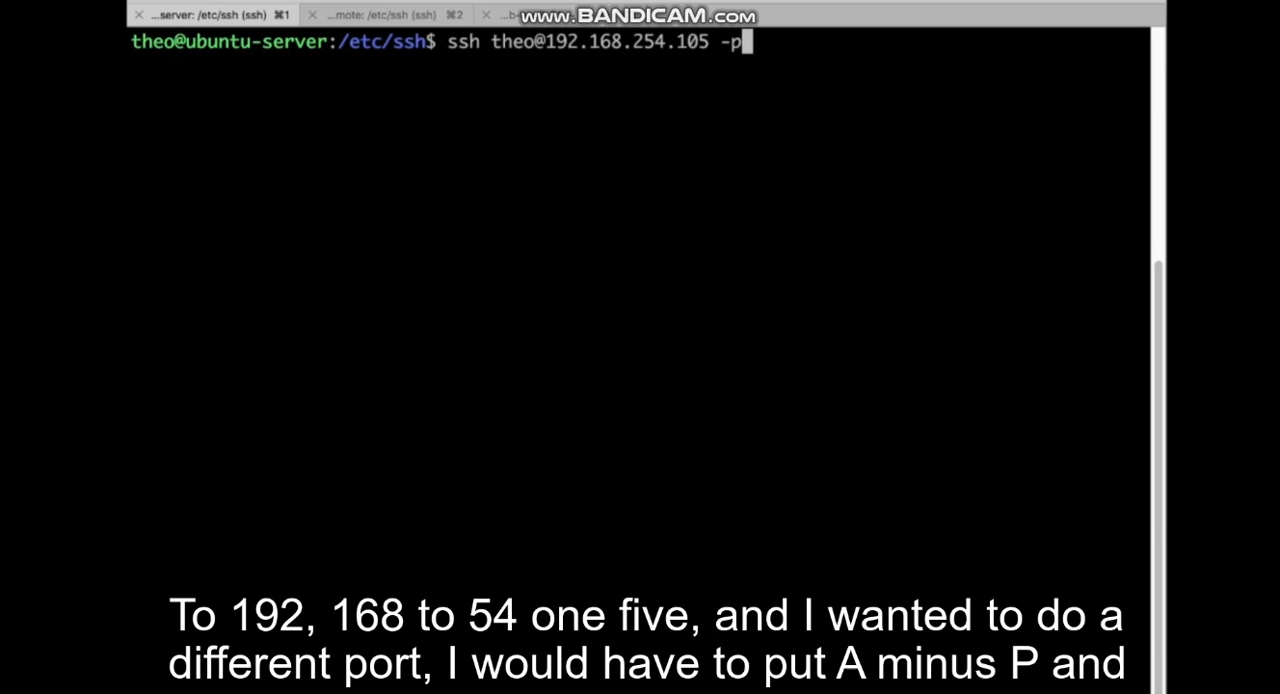 ...server: /etc/ssh (ssh) ⌘1 ...mote: /etc/ssh (ssh) ⌘2 ...b-
www.BANDICAM.com
theo@ubuntu-server:/etc/ssh$ ssh theo@192.168.254.105 -p
To 192, 168 to 54 one five, and I wanted to do a
different port, I would have to put A minus P and